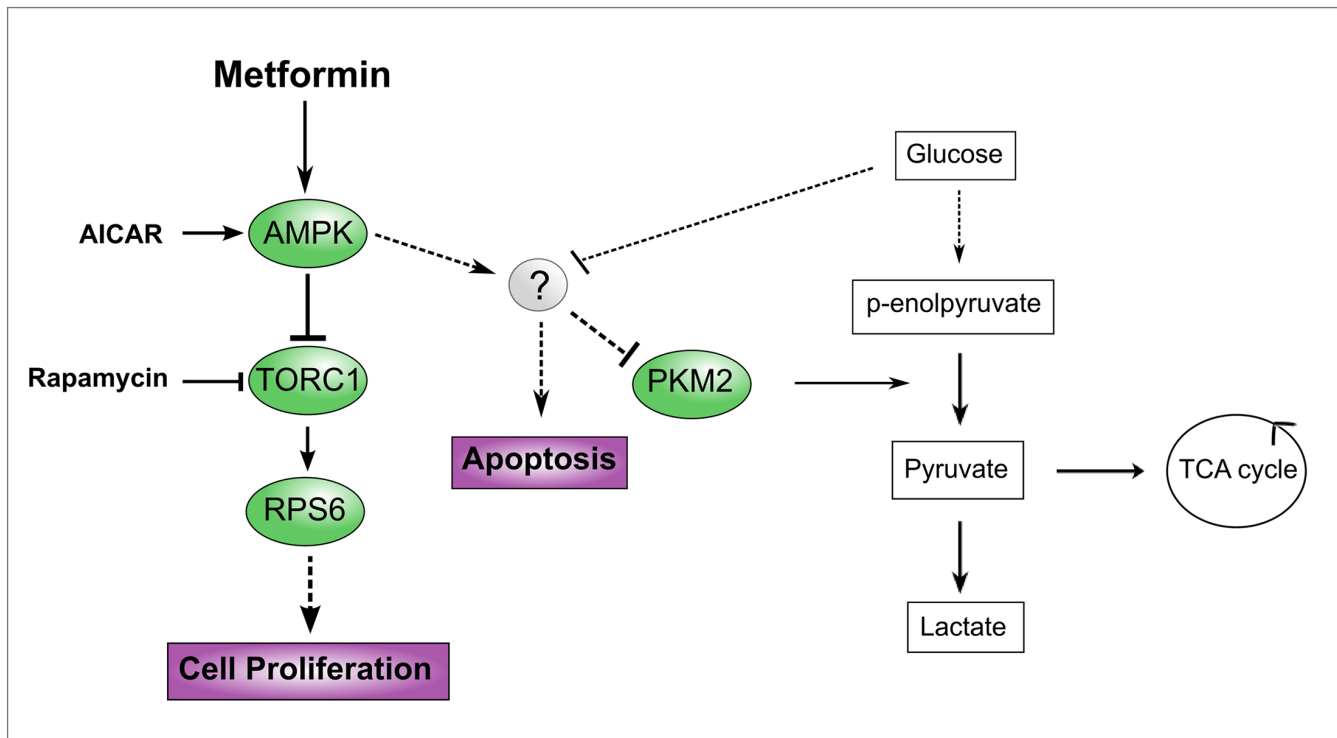 Metformin
Glucose
AICAR
AMPK
?
p-enolpyruvate
Rapamycin
TORC1
PKM2
Apoptosis
Pyruvate
TCA cycle
RPS6
Lactate
Cell Proliferation